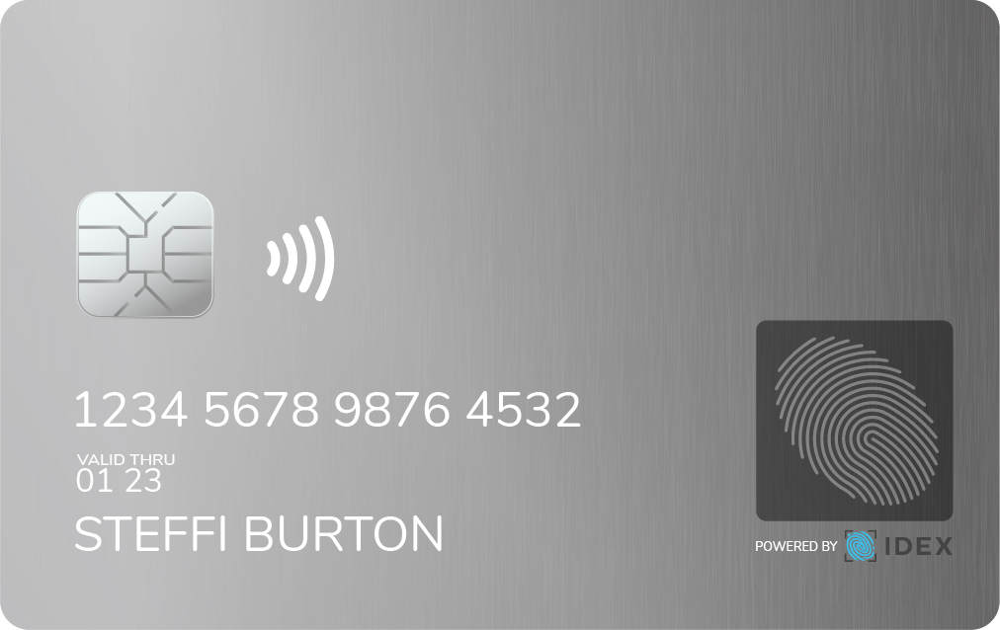 1234 5678 9876 4532
VALID THRU
01 23
STEFFI BURTON
POWERED BY IDEX